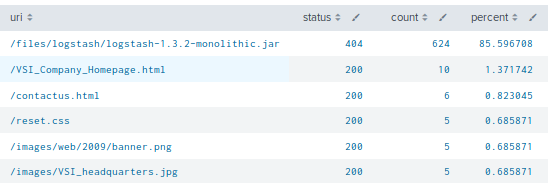 uri status count percent
/files/logstash/logstash-1.3.2-monolithic.jar 404 624 85.596708
/VSI_Company_Homepage.html 200 10 1.371742
/contactus.html 200 6 0.823045
/reset.css 200 5 0.685871
/images/web/2009/banner.png 200 5 0.685871
/images/VSI_headquarters.jpg 200 5 0.685871